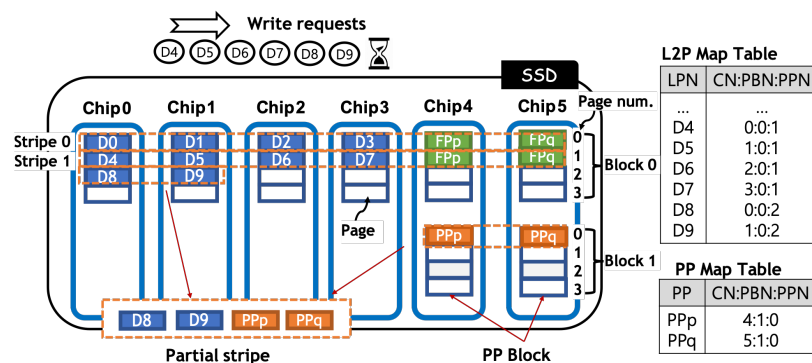 Write requests
D4 D5 D6 D7 D8 D9
SSD
Chip0 Chip1 Chip2 Chip3 Chip4 Chip5
Page num.
Stripe 0 D0 D1 D2 D3 FPp FPq 0
Stripe 1 D4 D5 D6 D7 FPp FPq 1
D8 D9 2
3
Block 0
Page
PPp PPq 0
1
2
3
Block 1
D8 D9 PPp PPq
Partial stripe
PP Block
L2P Map Table
LPN CN:PBN:PPN
... ...
D4 0:0:1
D5 1:0:1
D6 2:0:1
D7 3:0:1
D8 0:0:2
D9 1:0:2
PP Map Table
PP CN:PBN:PPN
PPp 4:1:0
PPq 5:1:0